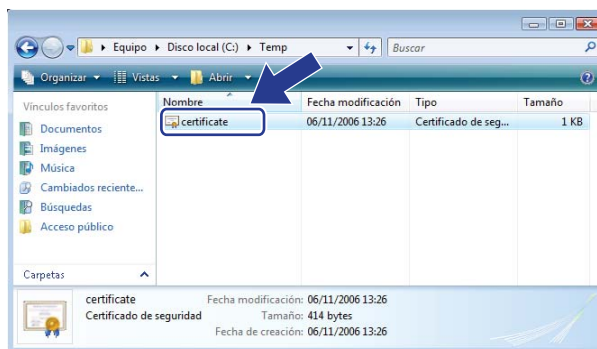 Equipo ▸ Disco local (C:) ▸ Temp
Buscar
Organizar Vistas Abrir
Vínculos favoritos
Documentos
Imágenes
Música
Cambiados reciente...
Búsquedas
Acceso público
Carpetas
Nombre Fecha modificación Tipo Tamaño
certificate 06/11/2006 13:26 Certificado de seg... 1 KB
certificate Fecha modificación: 06/11/2006 13:26
Certificado de seguridad Tamaño: 414 bytes
Fecha de creación: 06/11/2006 13:26